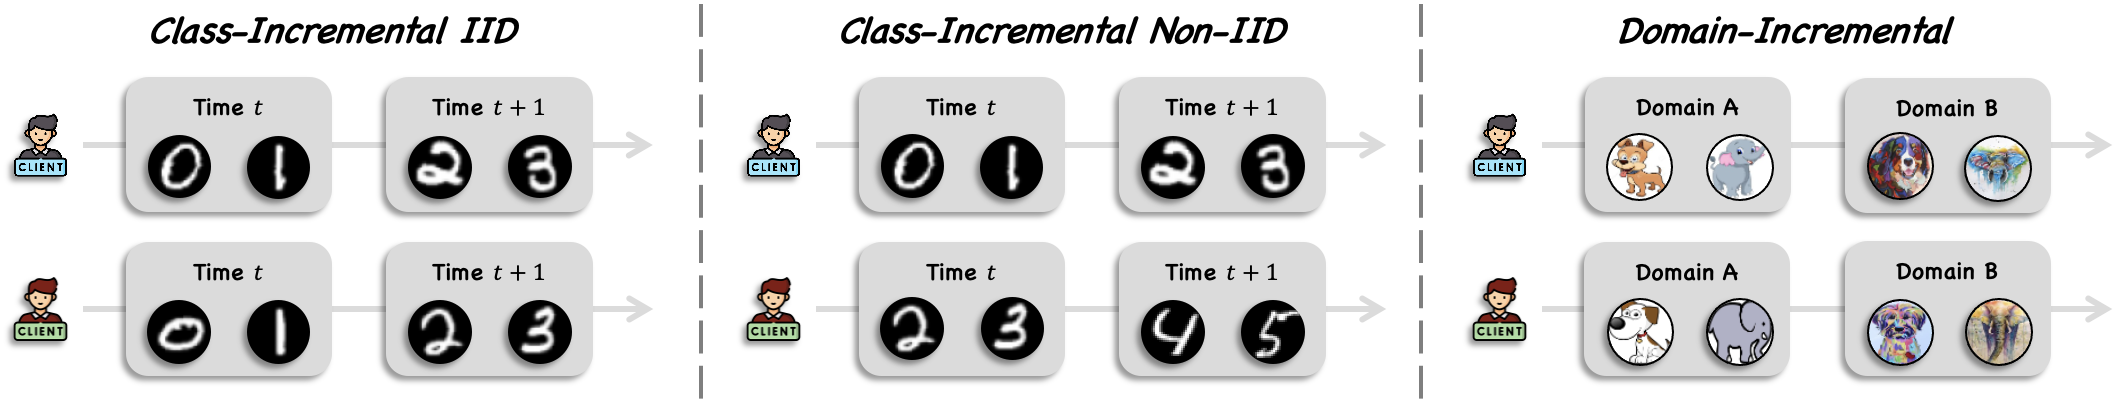 Class-Incremental IID
Time t
Time t + 1
CLIENT
0 1 2 3
Time t
Time t + 1
CLIENT
0 1 2 3
Class-Incremental Non-IID
Time t
Time t + 1
CLIENT
0 1 2 3
Time t
Time t + 1
CLIENT
2 3 4 5
Domain-Incremental
Domain A
Domain B
CLIENT
Domain A
Domain B
CLIENT